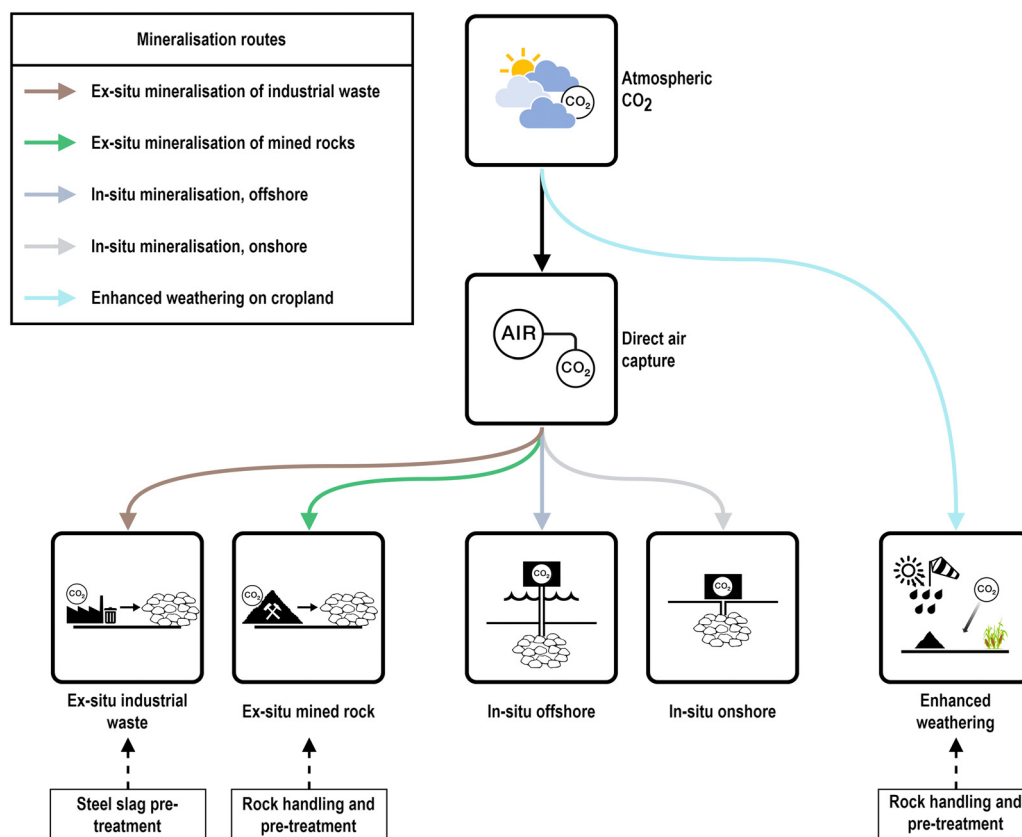 Mineralisation routes
Ex-situ mineralisation of industrial waste
Ex-situ mineralisation of mined rocks
In-situ mineralisation, offshore
In-situ mineralisation, onshore
Enhanced weathering on cropland
CO₂
Atmospheric
CO₂
AIR
CO₂
Direct air
capture
CO₂
CO₂
CO₂
CO₂
CO₂
Ex-situ industrial
waste
Ex-situ mined rock
In-situ offshore
In-situ onshore
Enhanced
weathering
Steel slag pre-
treatment
Rock handling and
pre-treatment
Rock handling and
pre-treatment